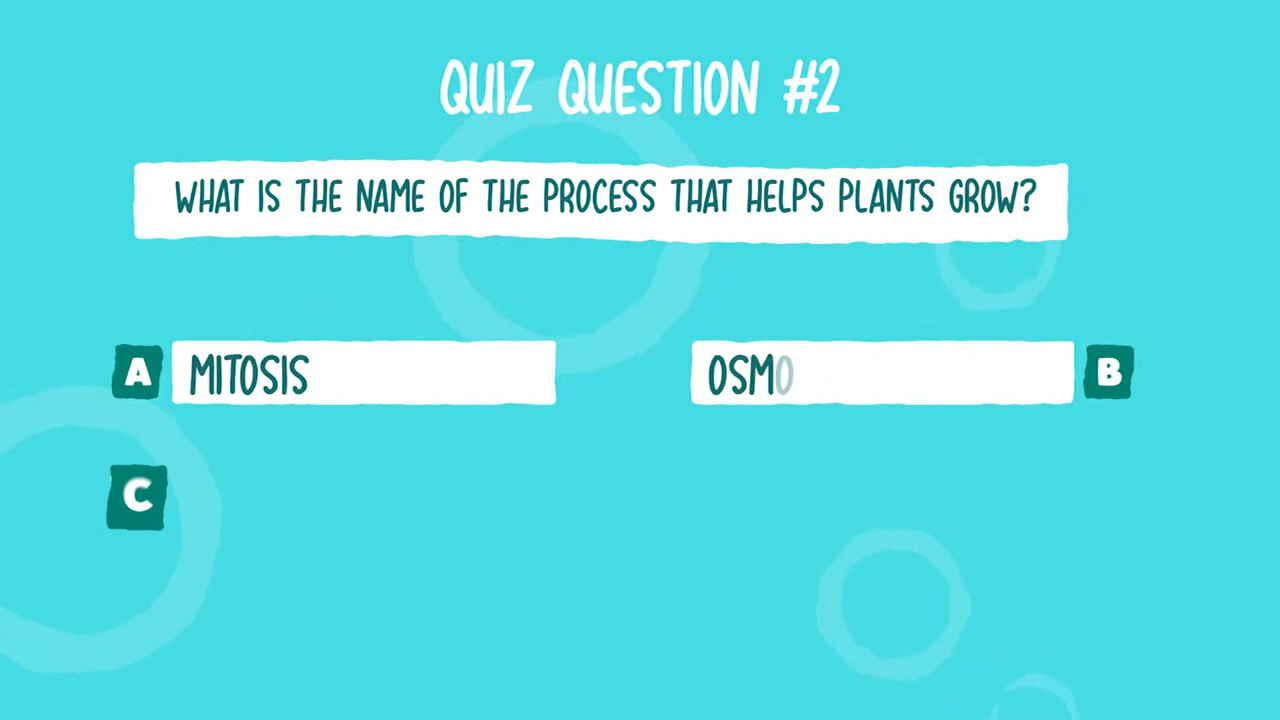 QUIZ QUESTION #2
WHAT IS THE NAME OF THE PROCESS THAT HELPS PLANTS GROW?
A MITOSIS
OSMO B
C